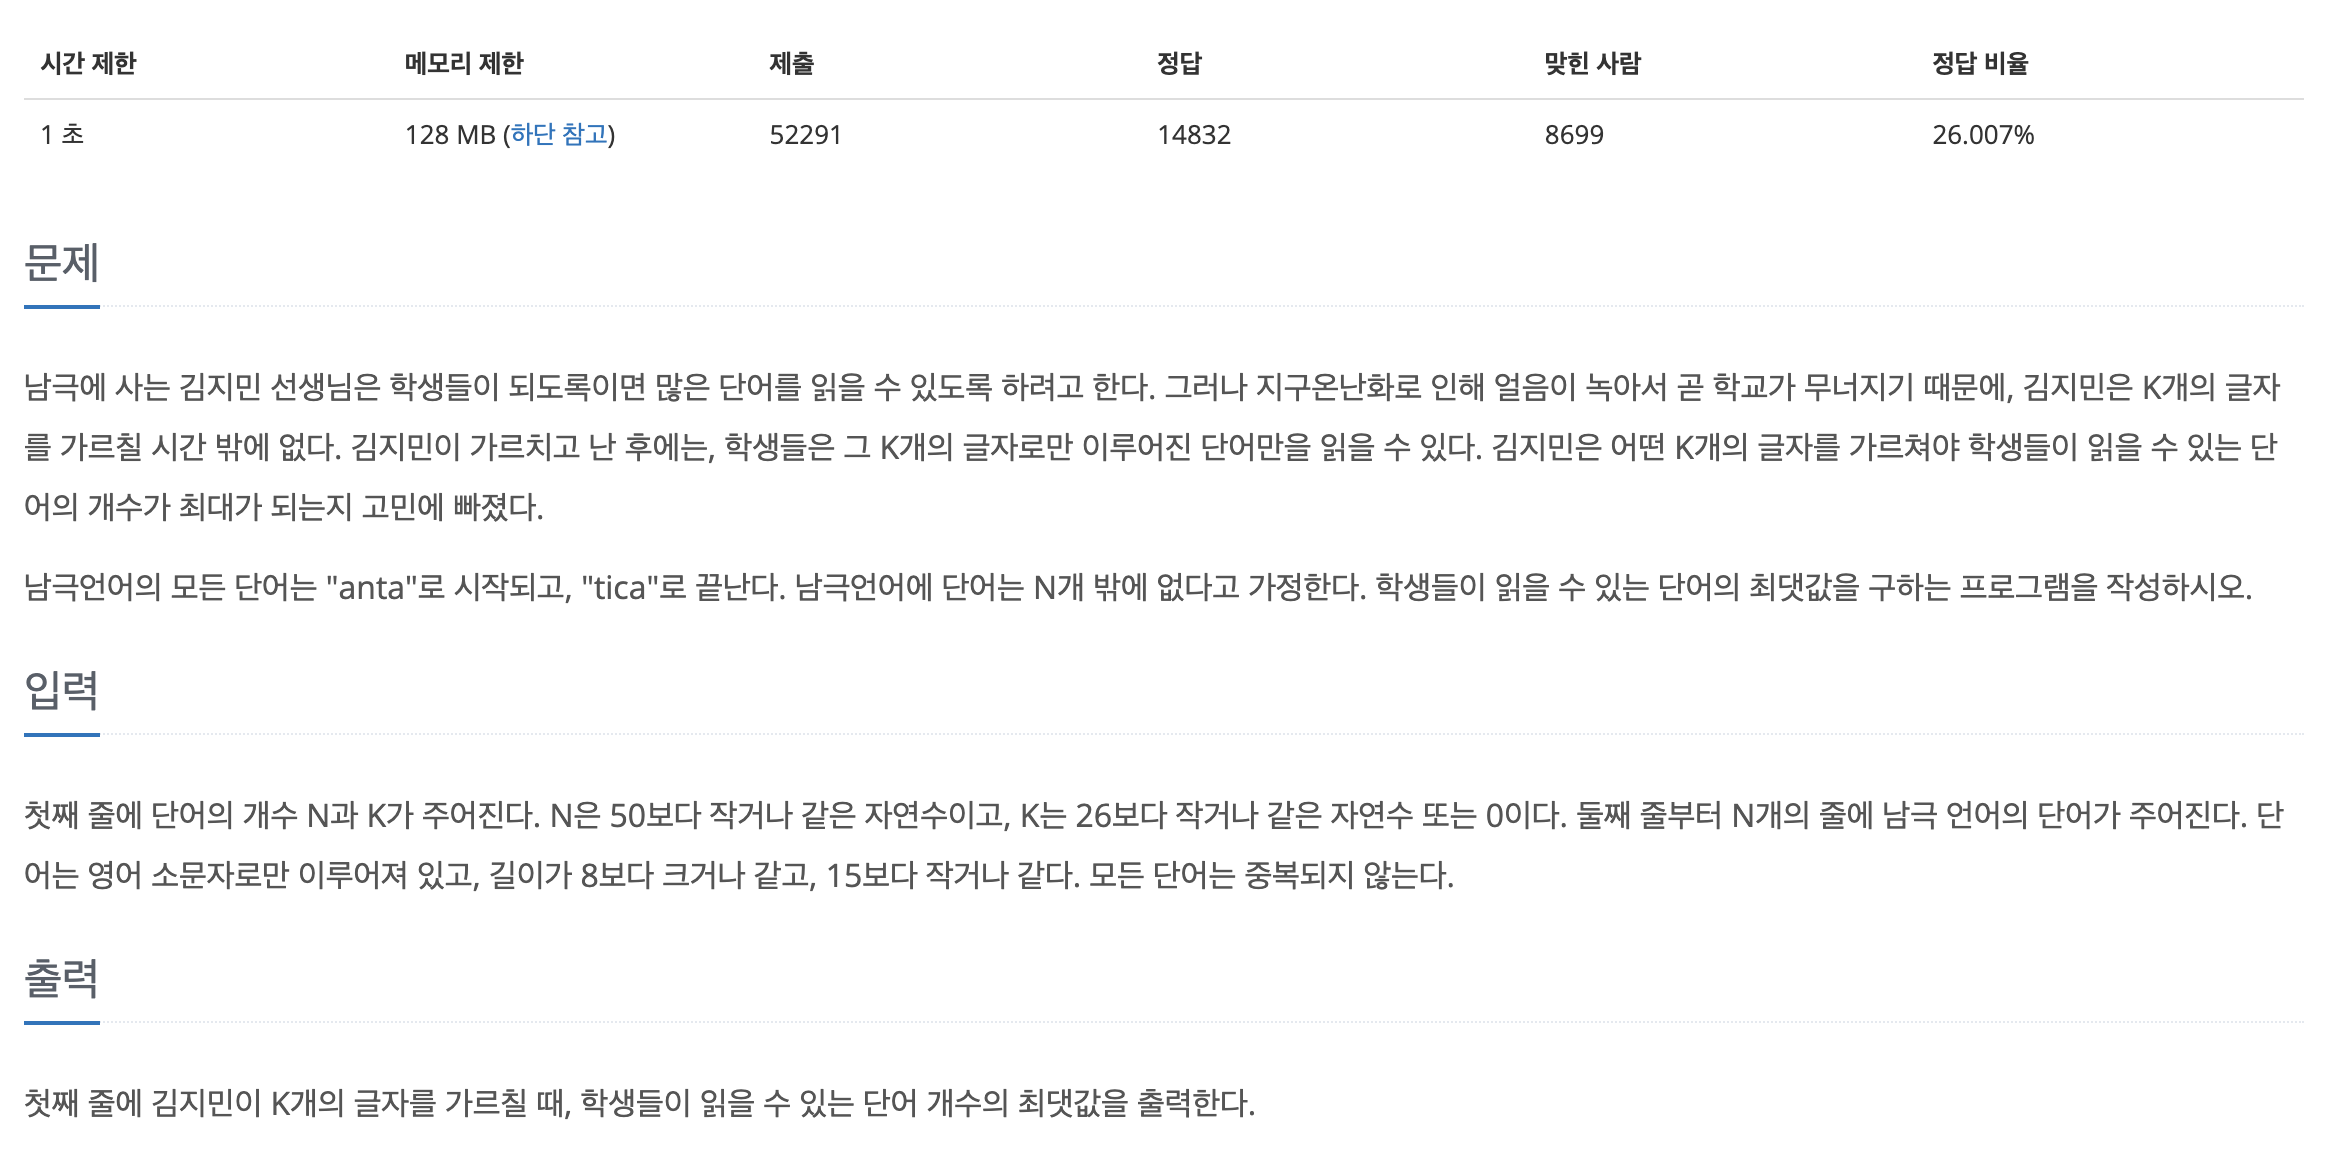 시간 제한 메모리 제한 제출 정답 맞힌 사람 정답 비율
1 초 128 MB (하단 참고) 52291 14832 8699 26.007%
문제
남극에 사는 김지민 선생님은 학생들이 되도록이면 많은 단어를 읽을 수 있도록 하려고 한다. 그러나 지구온난화로 인해 얼음이 녹아서 곧 학교가 무너지기 때문에, 김지민은 K개의 글자
를 가르칠 시간 밖에 없다. 김지민이 가르치고 난 후에는, 학생들은 그 K개의 글자로만 이루어진 단어만을 읽을 수 있다. 김지민은 어떤 K개의 글자를 가르쳐야 학생들이 읽을 수 있는 단
어의 개수가 최대가 되는지 고민에 빠졌다.
남극언어의 모든 단어는 "anta"로 시작되고, "tica"로 끝난다. 남극언어에 단어는 N개 밖에 없다고 가정한다. 학생들이 읽을 수 있는 단어의 최댓값을 구하는 프로그램을 작성하시오.
입력
첫째 줄에 단어의 개수 N과 K가 주어진다. N은 50보다 작거나 같은 자연수이고, K는 26보다 작거나 같은 자연수 또는 0이다. 둘째 줄부터 N개의 줄에 남극 언어의 단어가 주어진다. 단
어는 영어 소문자로만 이루어져 있고, 길이가 8보다 크거나 같고, 15보다 작거나 같다. 모든 단어는 중복되지 않는다.
출력
첫째 줄에 김지민이 K개의 글자를 가르칠 때, 학생들이 읽을 수 있는 단어 개수의 최댓값을 출력한다.